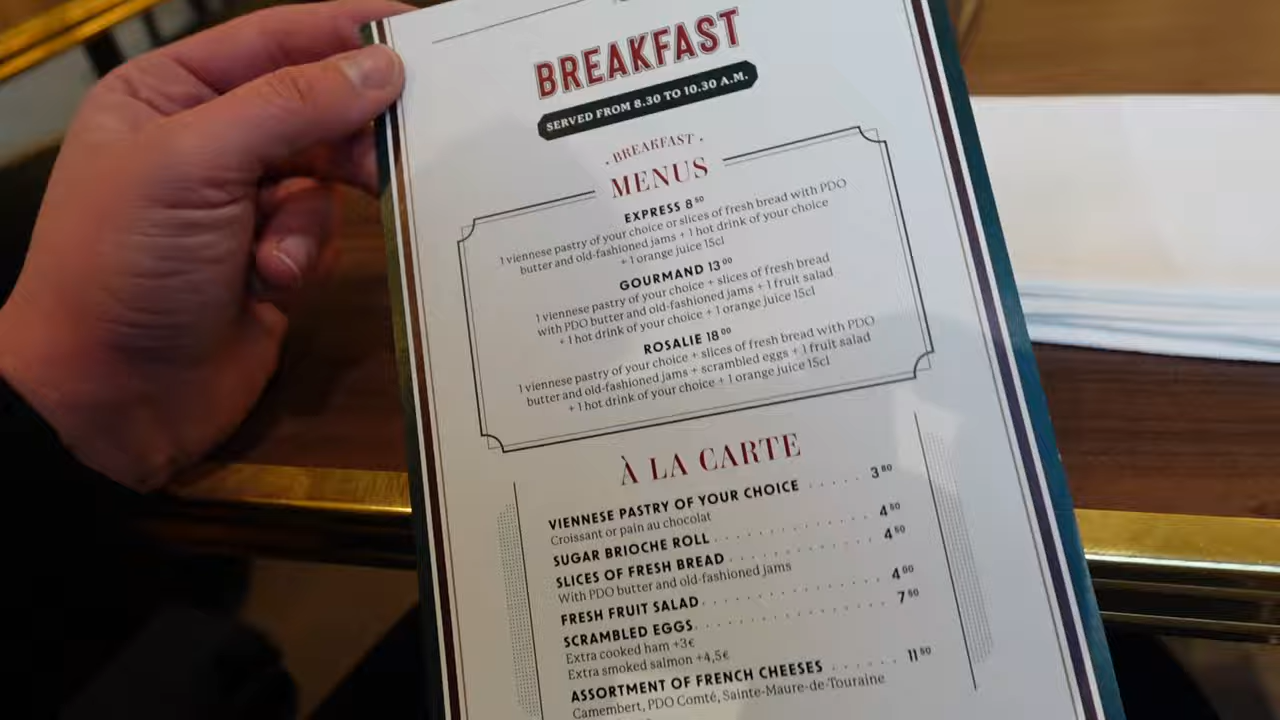 BREAKFAST
SERVED FROM 8.30 TO 10.30 A.M.
· BREAKFAST ·
MENUS
EXPRESS 8⁵⁰
1 viennese pastry of your choice or slices of fresh bread with PDO
butter and old-fashioned jams + 1 hot drink of your choice
+ 1 orange juice 15cl
GOURMAND 13⁰⁰
1 viennese pastry of your choice + slices of fresh bread
with PDO butter and old-fashioned jams + 1 fruit salad
+ 1 hot drink of your choice + 1 orange juice 15cl
ROSALIE 18⁰⁰
1 viennese pastry of your choice + slices of fresh bread with PDO
butter and old-fashioned jams + scrambled eggs + 1 fruit salad
+ 1 hot drink of your choice + 1 orange juice 15cl
À LA CARTE
VIENNESE PASTRY OF YOUR CHOICE . . . . . 3⁸⁰
Croissant or pain au chocolat
SUGAR BRIOCHE ROLL . . . . . . . . . . . . . 4⁵⁰
SLICES OF FRESH BREAD . . . . . . . . . . . . 4⁵⁰
With PDO butter and old-fashioned jams
FRESH FRUIT SALAD . . . . . . . . . . . . . . 4⁰⁰
SCRAMBLED EGGS . . . . . . . . . . . . . . . 7⁵⁰
Extra cooked ham +3€
Extra smoked salmon +4,5€
ASSORTMENT OF FRENCH CHEESES . . . . . . 11⁵⁰
Camembert, PDO Comté, Sainte-Maure-de-Touraine